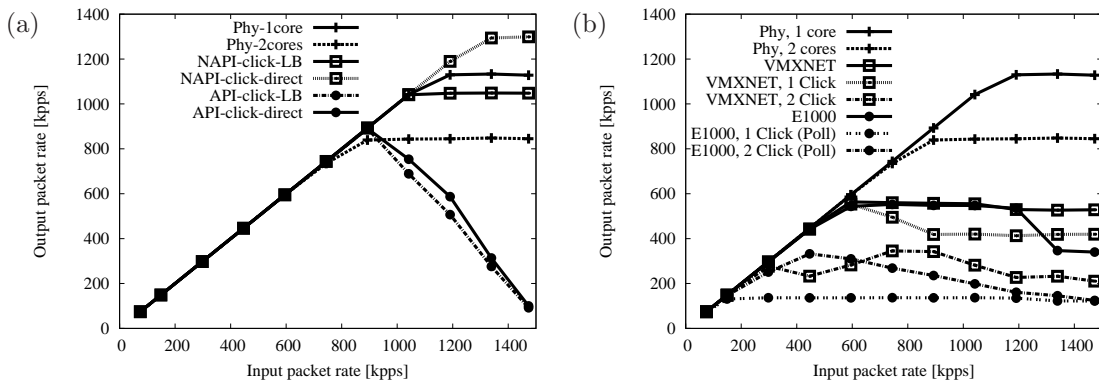 (a)
Output packet rate [kpps]
1400
1200
1000
800
600
400
200
0
Phy-1core
Phy-2cores
NAPI-click-LB
NAPI-click-direct
API-click-LB
API-click-direct
0 200 400 600 800 1000 1200 1400
Input packet rate [kpps]
(b)
Output packet rate [kpps]
1400
1200
1000
800
600
400
200
0
Phy, 1 core
Phy, 2 cores
VMXNET
VMXNET, 1 Click
VMXNET, 2 Click
E1000
E1000, 1 Click (Poll)
E1000, 2 Click (Poll)
0 200 400 600 800 1000 1200 1400
Input packet rate [kpps]